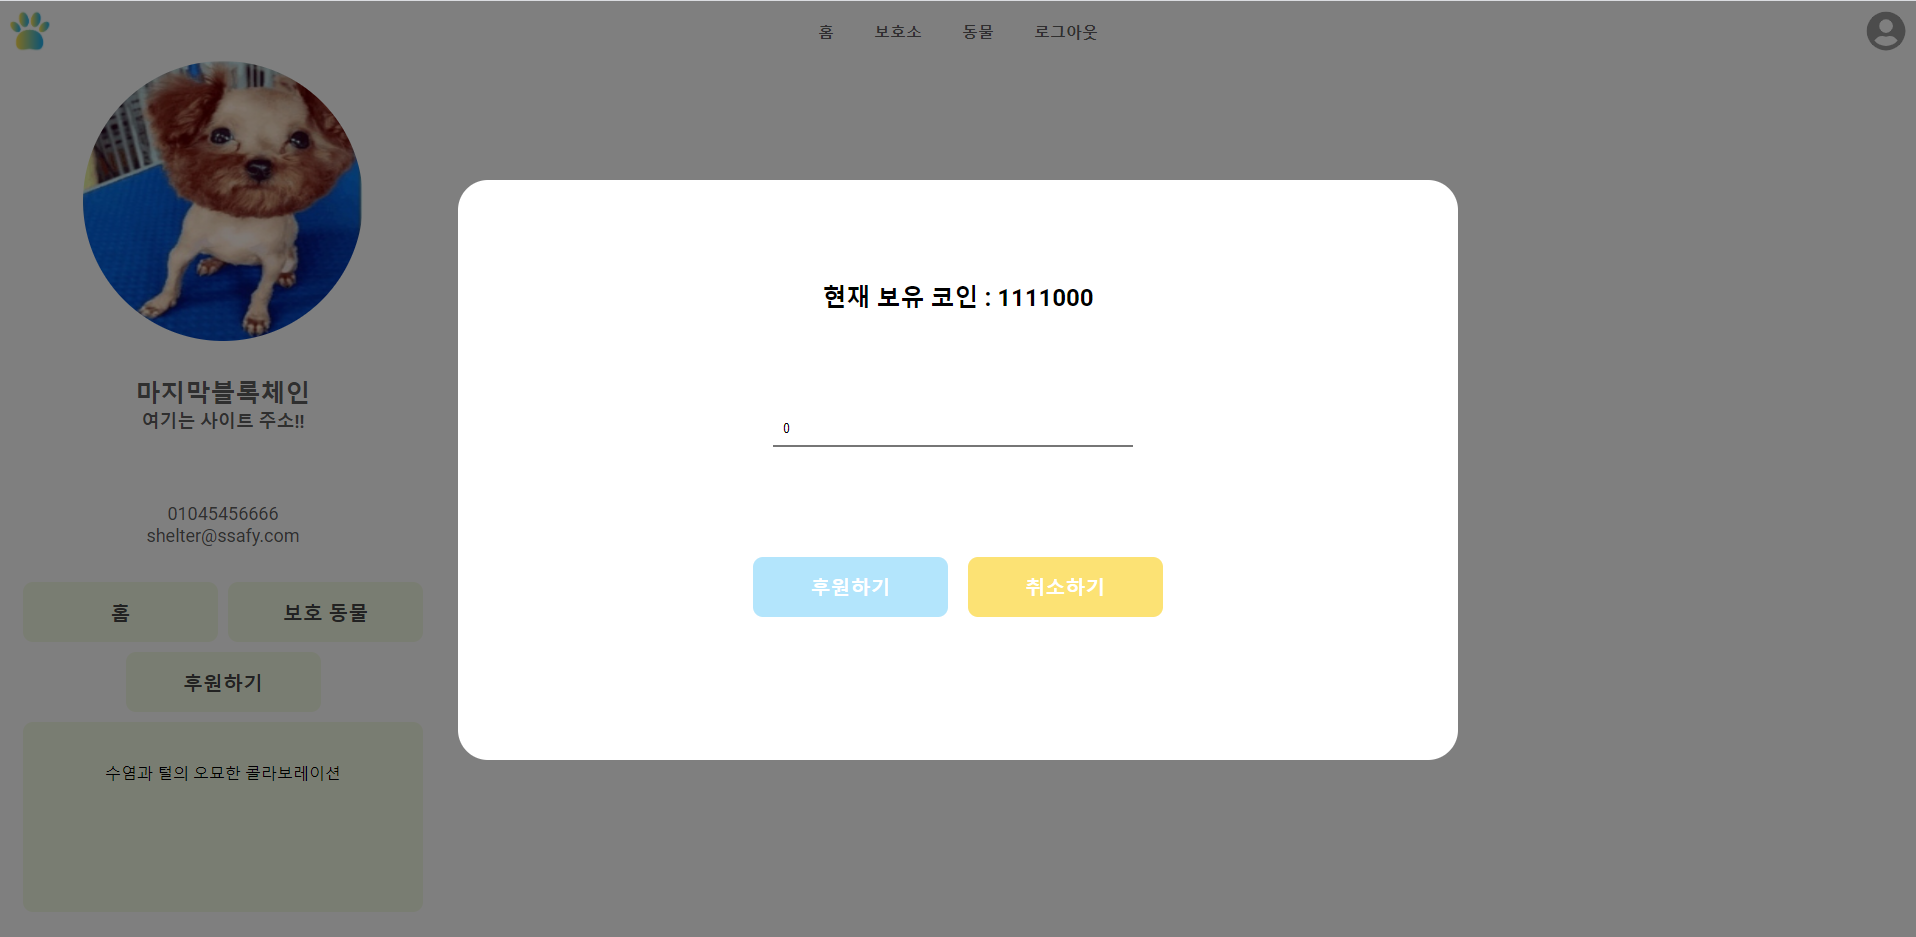 홈 보호소 동물 로그아웃
마지막블록체인
여기는 사이트 주소!!
01045456666
shelter@ssafy.com
홈 보호 동물
후원하기
수염과 털의 오묘한 콜라보레이션
현재 보유 코인 : 1111000
0
후원하기 취소하기